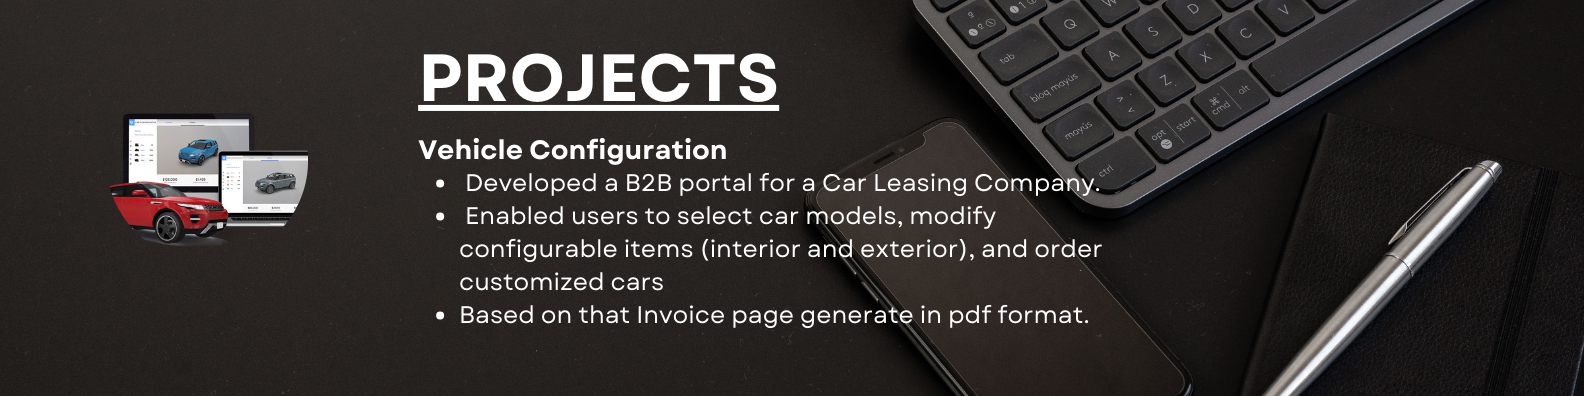 PROJECTS
Vehicle Configuration
• Developed a B2B portal for a Car Leasing Company.
• Enabled users to select car models, modify
configurable items (interior and exterior), and order
customized cars
• Based on that Invoice page generate in pdf format.
Q
A S D
Z X C V
tab
bloq mayús
mayús
ctrl
opt start
⌘ cmd alt
> <